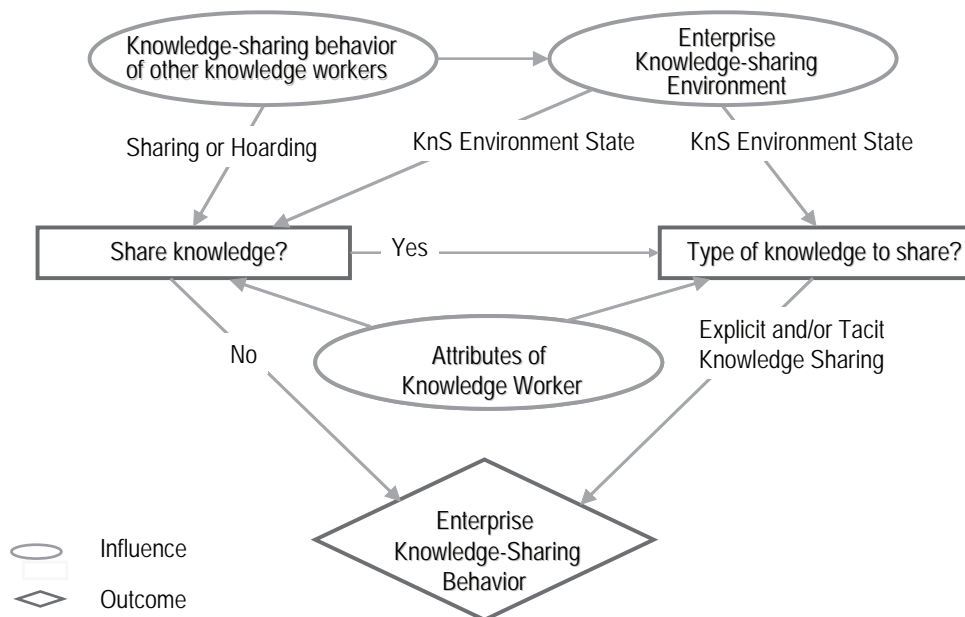 Knowledge-sharing behavior
of other knowledge workers
Enterprise
Knowledge-sharing
Environment
Sharing or Hoarding
KnS Environment State
KnS Environment State
Share knowledge?
Yes
Type of knowledge to share?
No
Attributes of
Knowledge Worker
Explicit and/or Tacit
Knowledge Sharing
Enterprise
Knowledge-Sharing
Behavior
Influence
Outcome